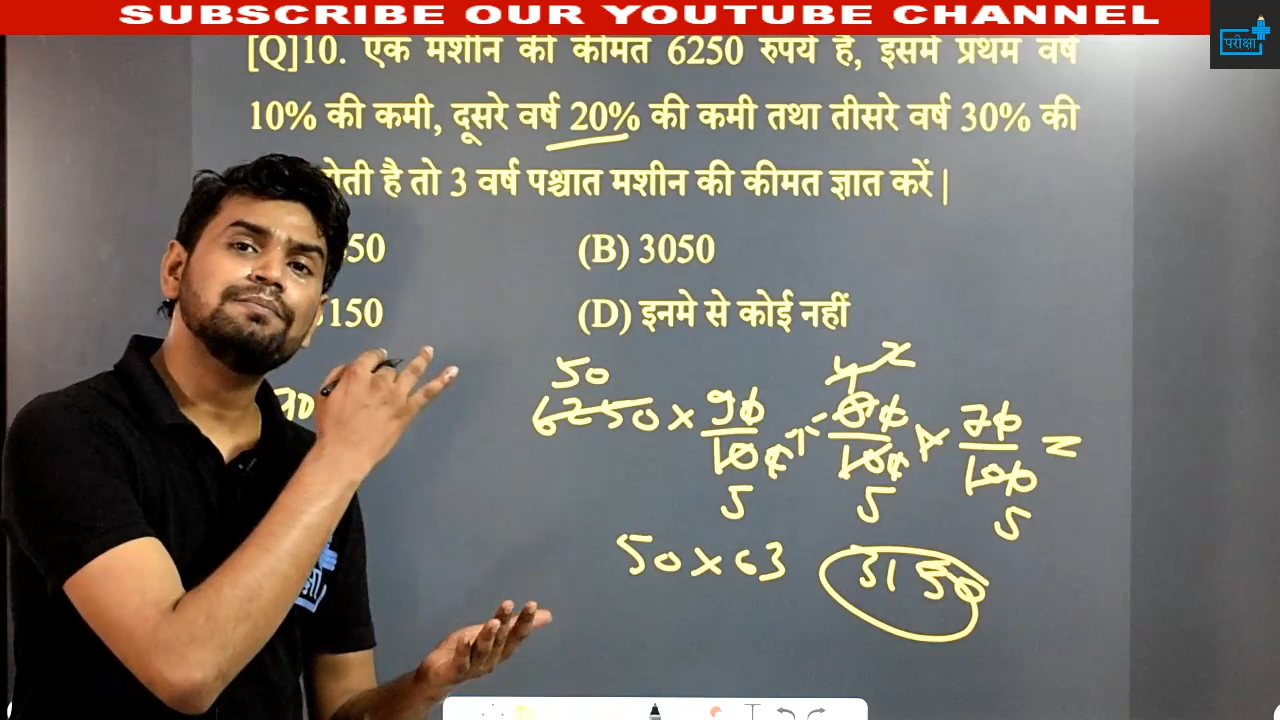 SUBSCRIBE OUR YOUTUBE CHANNEL
परीक्षा
[Q]10. एक मशीन की कीमत 6250 रुपये है, इसमे प्रथम वर्ष
10% की कमी, दूसरे वर्ष 20% की कमी तथा तीसरे वर्ष 30% की
है तो 3 वर्ष पश्चात मशीन की कीमत ज्ञात करें |
50 (B) 3050
150 (D) इनमे से कोई नहीं
50
6250 × 90/100 × 80/100 × 70/100 =
5 5 5
50 × 63 3150